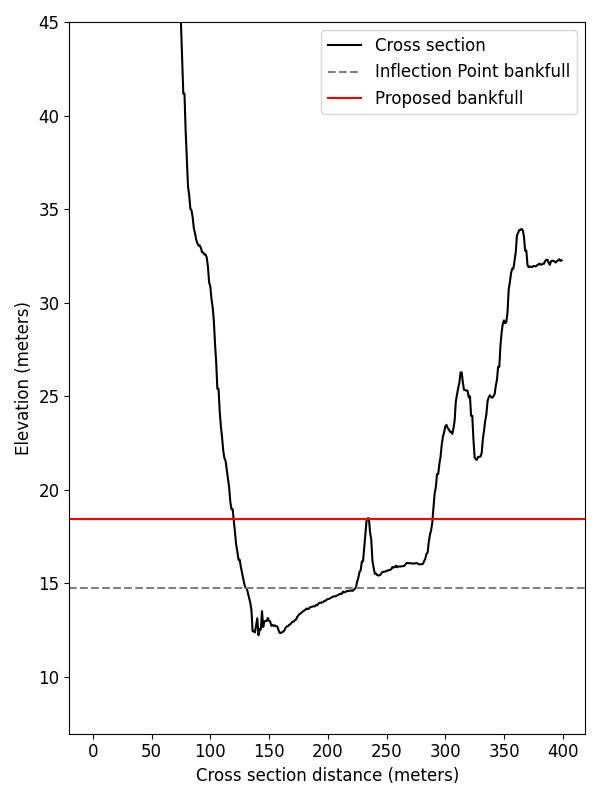 Cross section
Inflection Point bankfull
Proposed bankfull
45
40
35
30
25
20
15
10
Elevation (meters)
0 50 100 150 200 250 300 350 400
Cross section distance (meters)